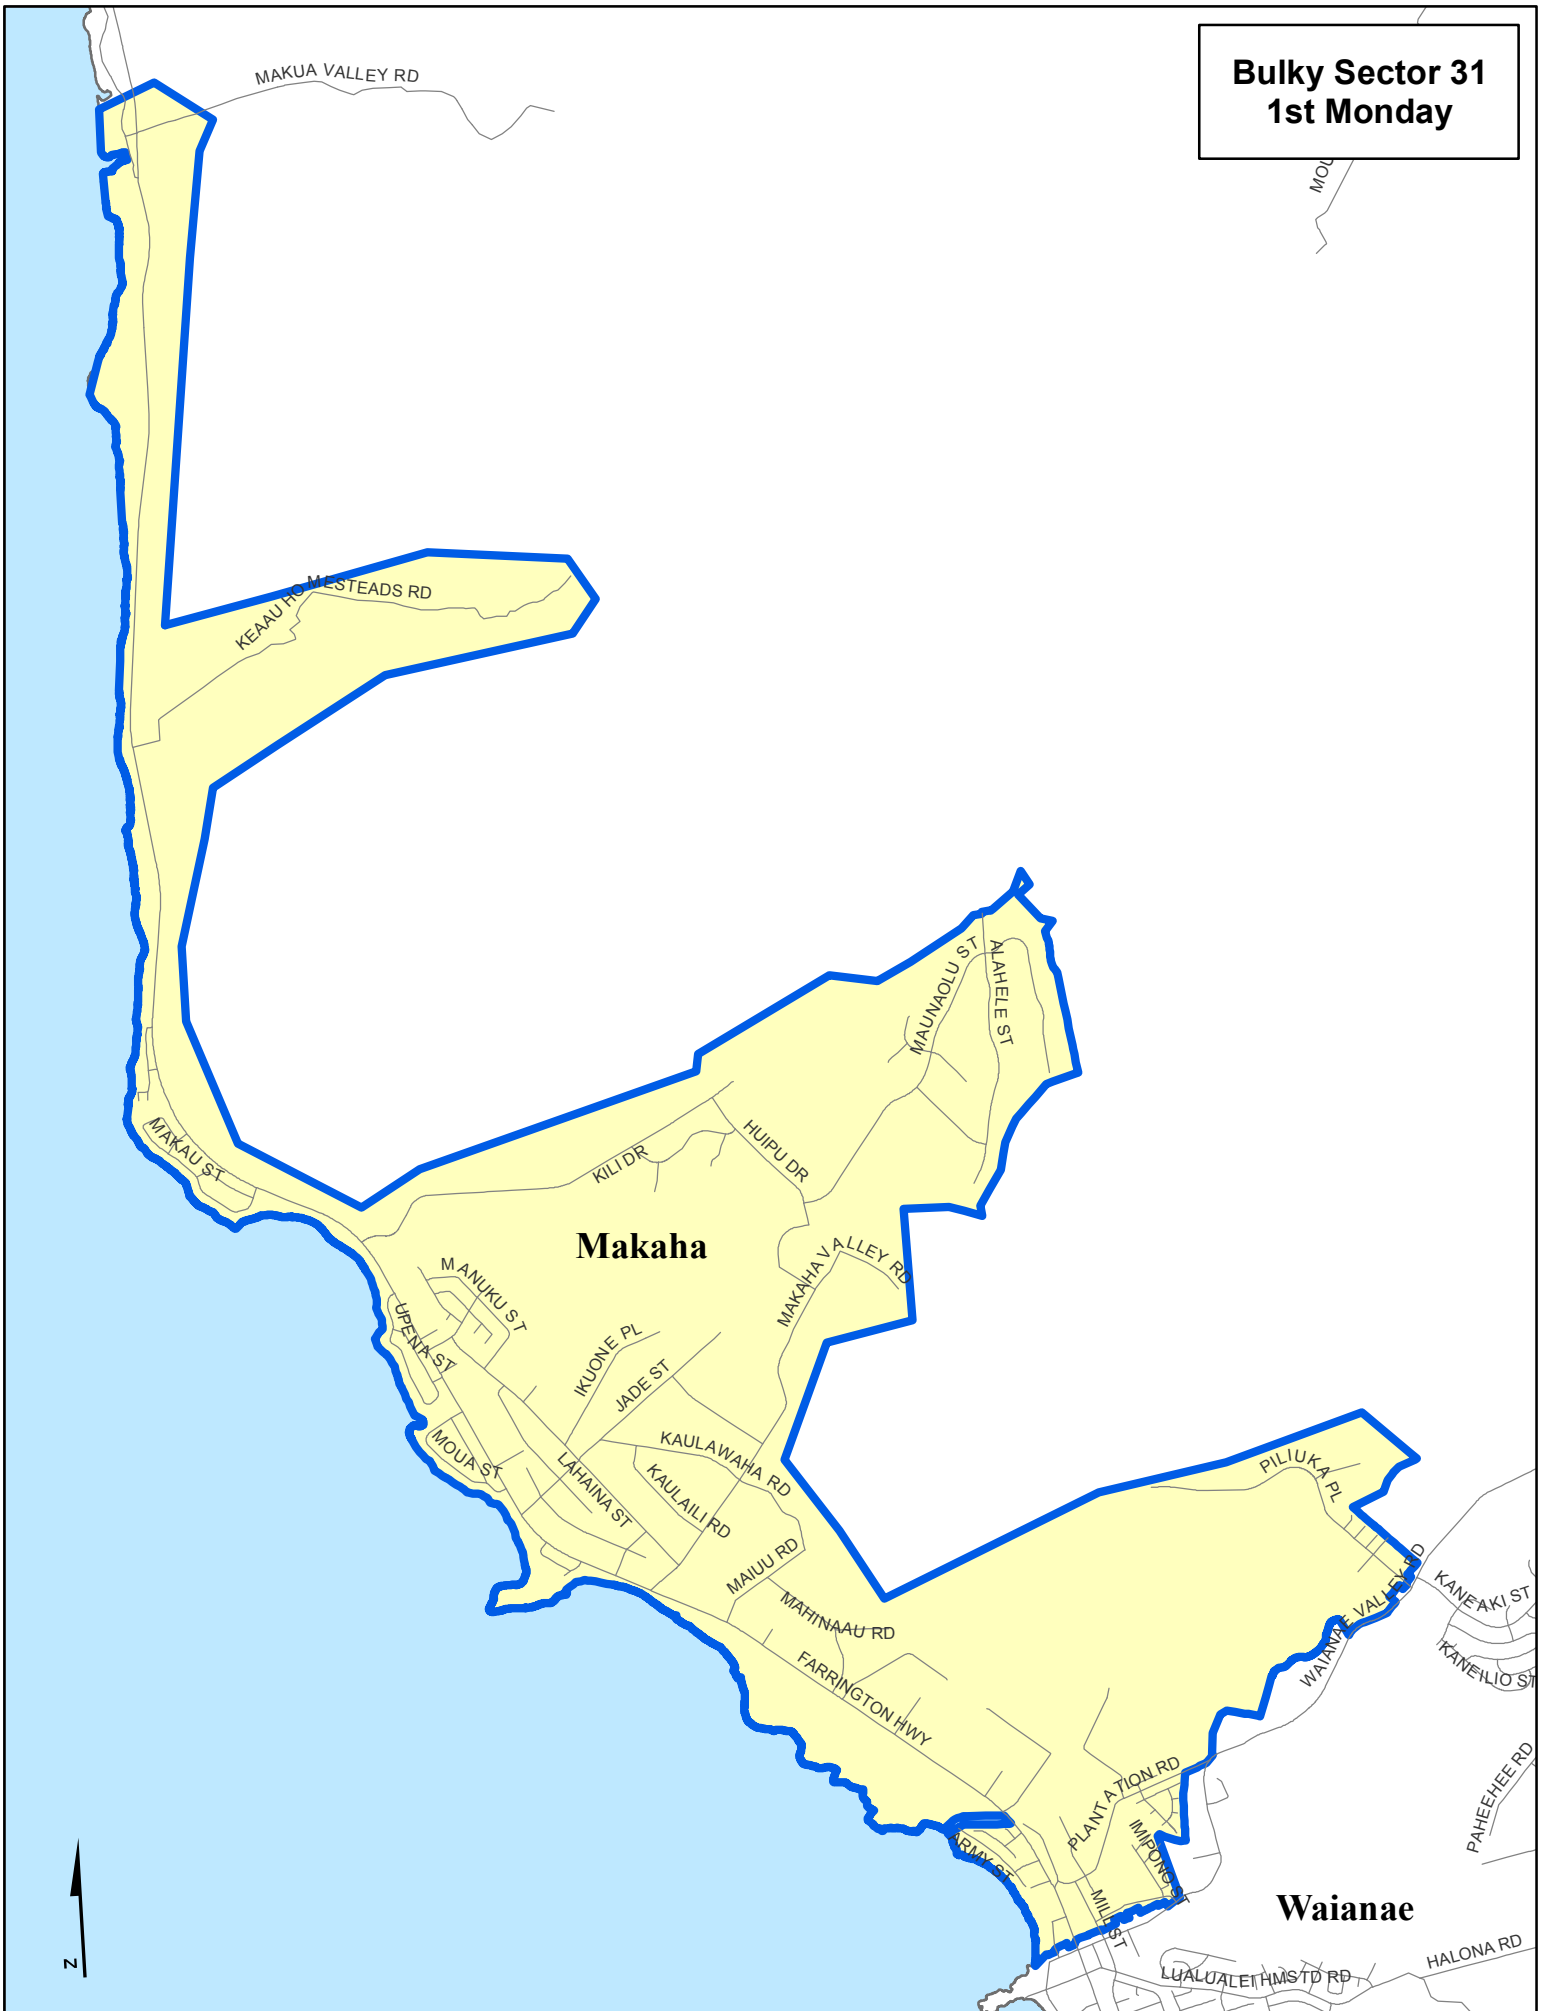 Bulky Sector 31
1st Monday
MAKUA VALLEY RD
MOU
KEAAU HOMESTEADS RD
MAUNAOLU ST
ALAHELE ST
MAKAU ST
KILI DR
HUIPU DR
Makaha
MAKAHA VALLEY RD
MANUKU ST
UPENA ST
IKUONE PL
JADE ST
MOUA ST
LAHAINA ST
KAULAWAHA RD
KAULAILI RD
PILIUKA PL
MAIUU RD
MAHINAAU RD
WAIANAE VALLEY RD
KANEAKI ST
KANEILIO ST
FARRINGTON HWY
PLANTATION RD
PAHEEHEE RD
IMIPONO ST
ARMY ST
MILL ST
Waianae
HALONA RD
LUALUALEI HMSTD RD
N